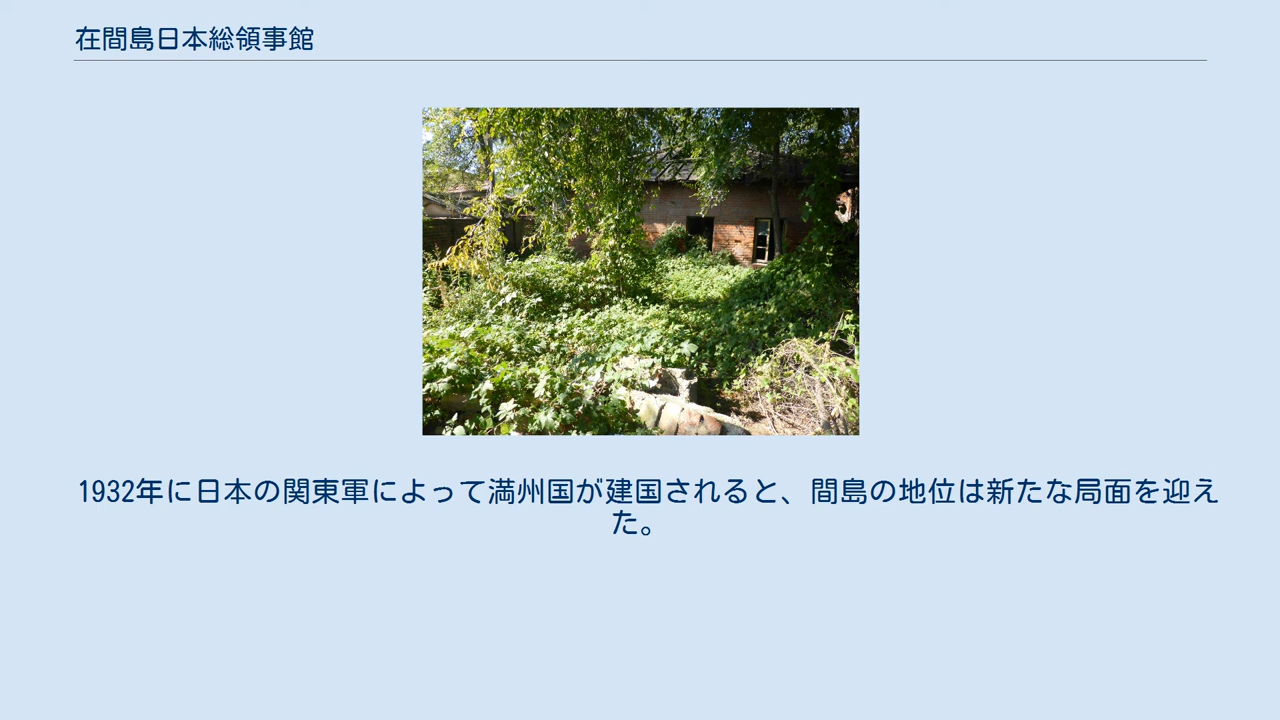 在間島日本総領事館
1932年に日本の関東軍によって満州国が建国されると、間島の地位は新たな局面を迎え
た。